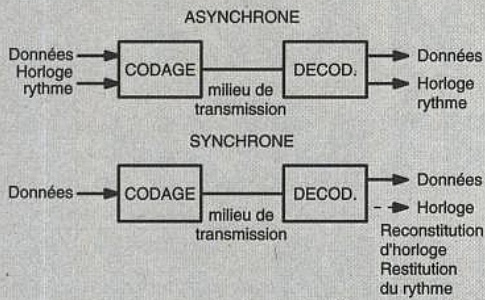 ASYNCHRONE
Données
Horloge
rythme
CODAGE
milieu de
transmission
DECOD.
Données
Horloge
rythme
SYNCHRONE
Données
CODAGE
milieu de
transmission
DECOD.
Données
Horloge
Reconstitution
d'horloge
Restitution
du rythme